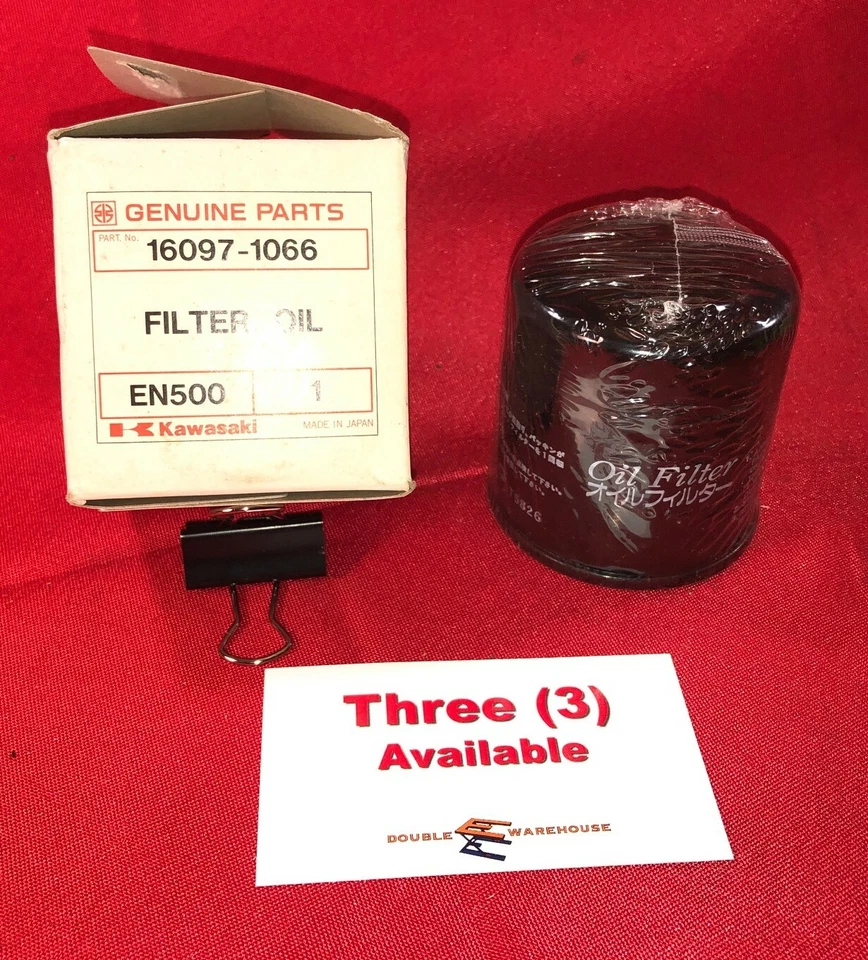 GENUINE PARTS
PART. No.
16097-1066
FILTER OIL
EN500 1
Kawasaki MADE IN JAPAN
Oil Filter
オイルフィルター
Three (3)
Available
DOUBLE WAREHOUSE